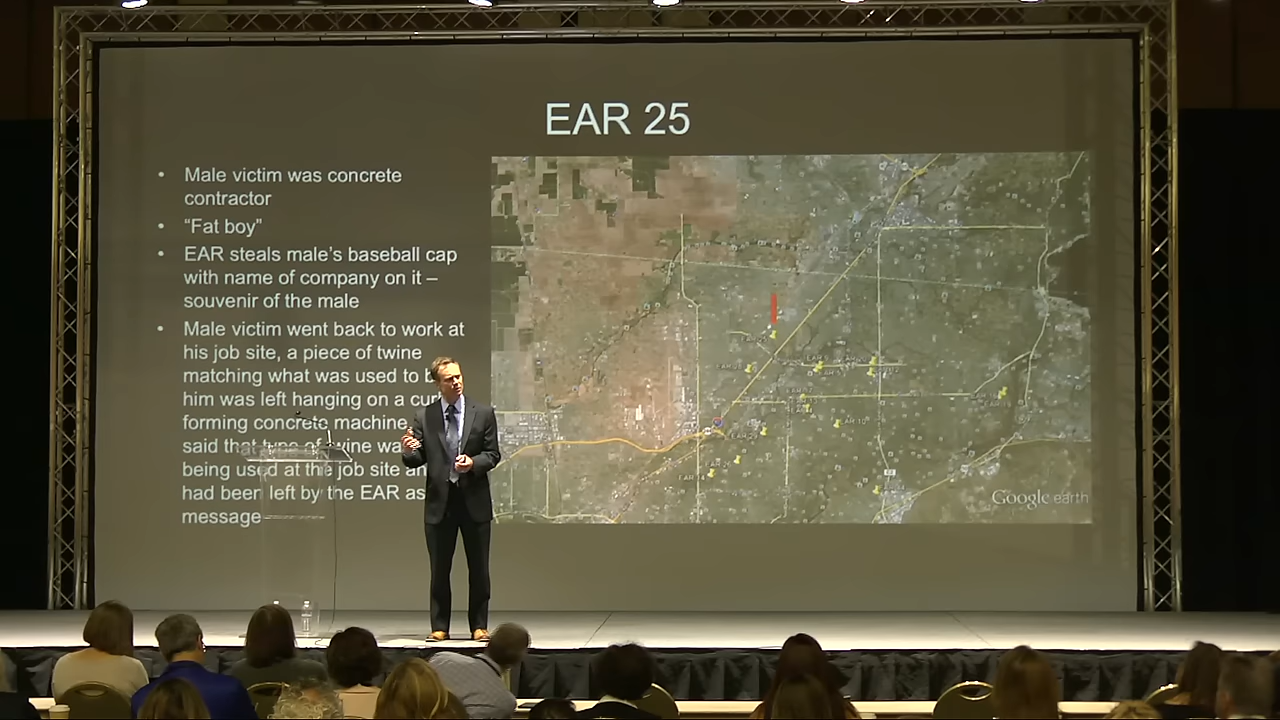 EAR 25
• Male victim was concrete
contractor
• “Fat boy”
• EAR steals male’s baseball cap
with name of company on it –
souvenir of the male
• Male victim went back to work at
his job site, a piece of twine
matching what was used to
him was left hanging on a
forming concrete machine
said that type of twine
being used at the job site
had been left by the EAR as
message
Google earth